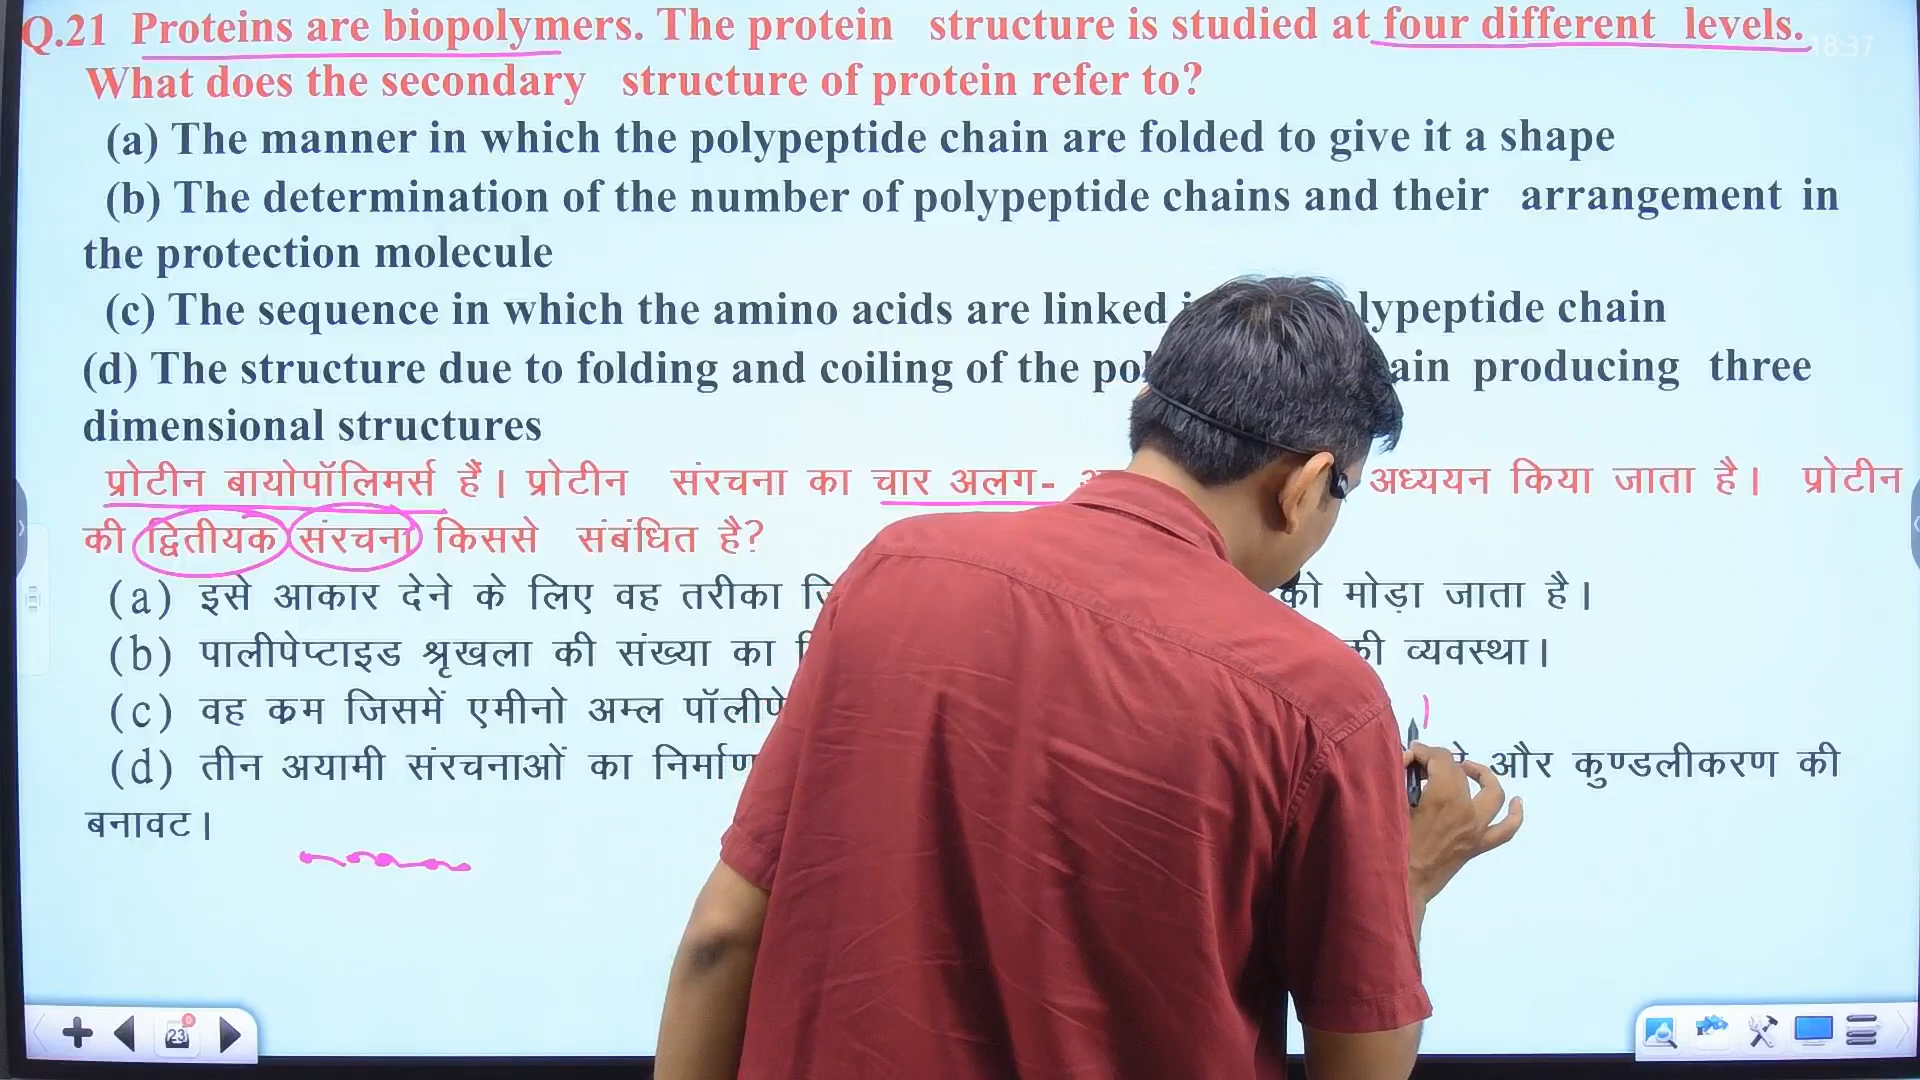 Q.21 Proteins are biopolymers. The protein structure is studied at four different levels.
18:37
What does the secondary structure of protein refer to?
(a) The manner in which the polypeptide chain are folded to give it a shape
(b) The determination of the number of polypeptide chains and their arrangement in
the protection molecule
(c) The sequence in which the amino acids are linked lypeptide chain
(d) The structure due to folding and coiling of the pol ain producing three
dimensional structures
प्रोटीन बायोपॉलिमर्स हैं। प्रोटीन संरचना का चार अलग- अध्ययन किया जाता है। प्रोटीन
की द्वितीयक संरचना किससे संबंधित है?
(a) इसे आकार देने के लिए वह तरीका को मोड़ा जाता है।
(b) पालीपेप्टाइड श्रृखला की संख्या का की व्यवस्था।
(c) वह कम जिसमें एमीनो अम्ल पॉलीपे
(d) तीन अयामी संरचनाओं का निर्माण और कुण्डलीकरण की
बनावट।
23
0